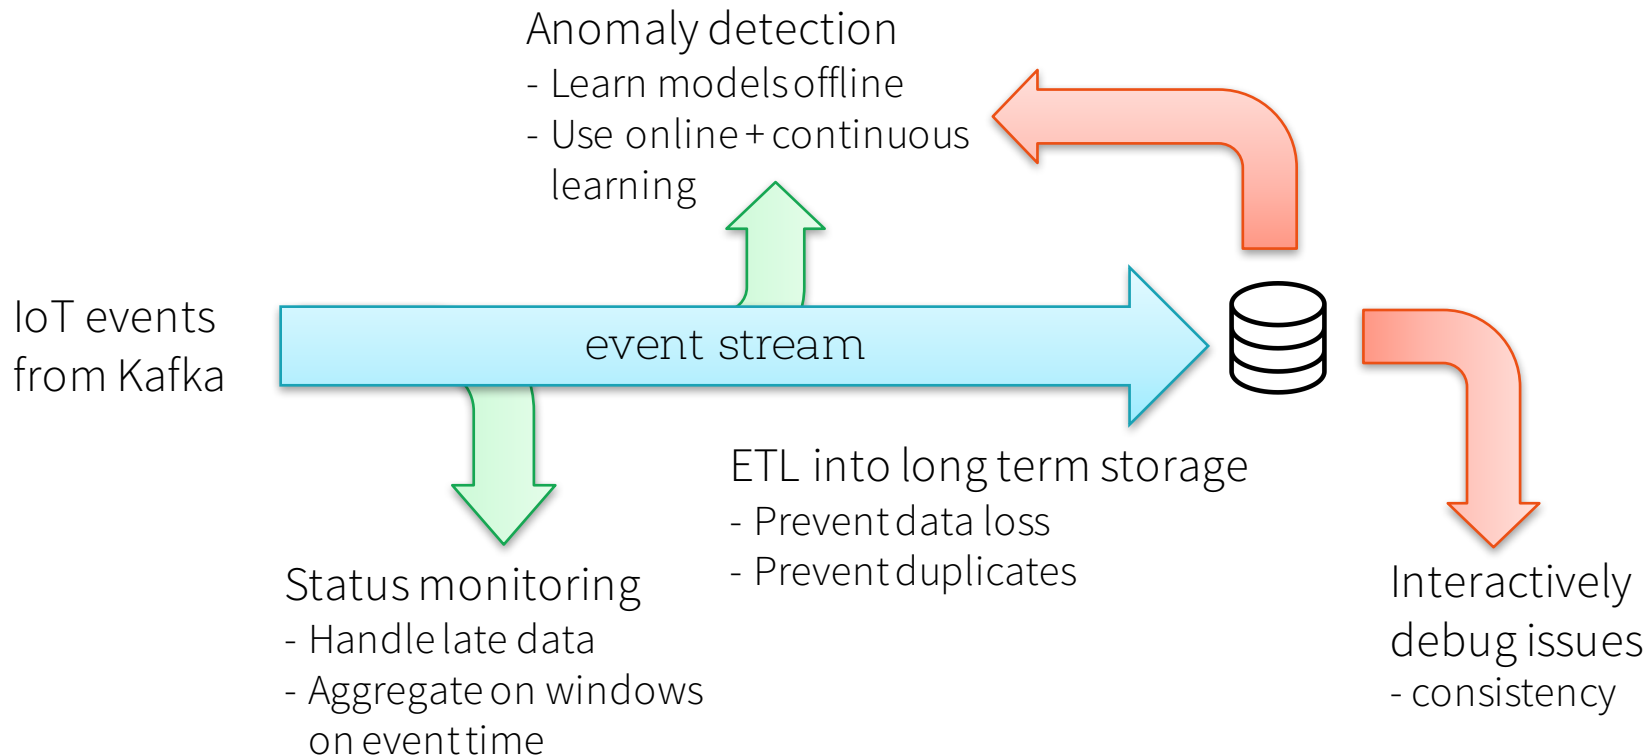 Anomaly detection
- Learn models offline
- Use online + continuous
learning
IoT events
from Kafka
event stream
ETL into long term storage
- Prevent data loss
- Prevent duplicates
Status monitoring
- Handle late data
- Aggregate on windows
on event time
Interactively
debug issues
- consistency